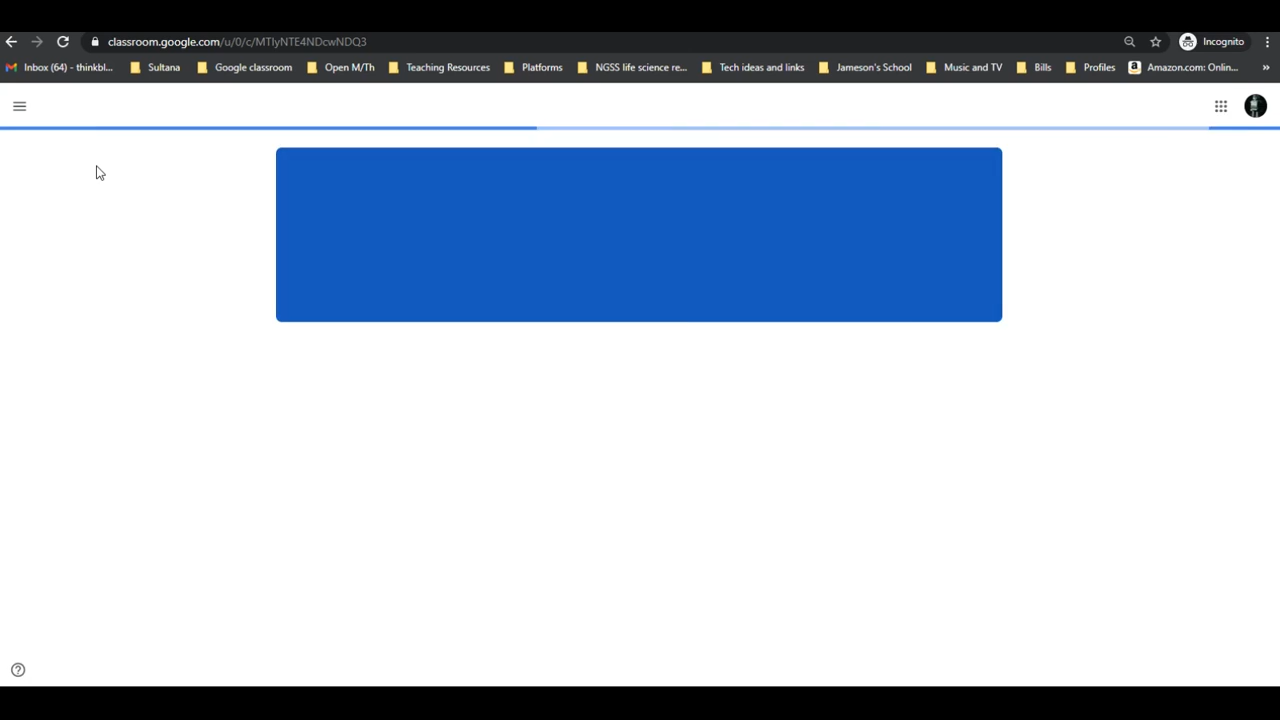 classroom.google.com/u/0/c/MTIyNTE4NDcwNDQ3
Incognito
Inbox (64) - thinkbl... Sultana Google classroom Open M/Th Teaching Resources Platforms NGSS life science re... Tech ideas and links Jameson's School Music and TV Bills Profiles Amazon.com: Onlin... »